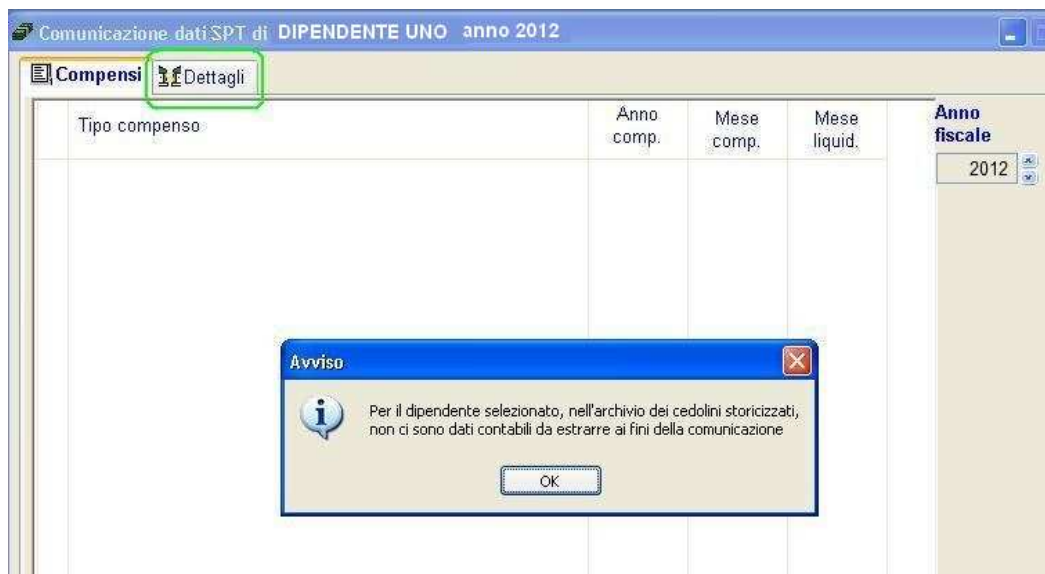 Comunicazione dati SPT di DIPENDENTE UNO anno 2012
Compensi Dettagli
Tipo compenso
Anno comp.
Mese comp.
Mese liquid.
Anno fiscale
2012
Avviso
Per il dipendente selezionato, nell'archivio dei cedolini storicizzati,
non ci sono dati contabili da estrarre ai fini della comunicazione
OK